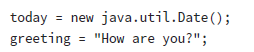 today = new java.util.Date();
greeting = "How are you?";